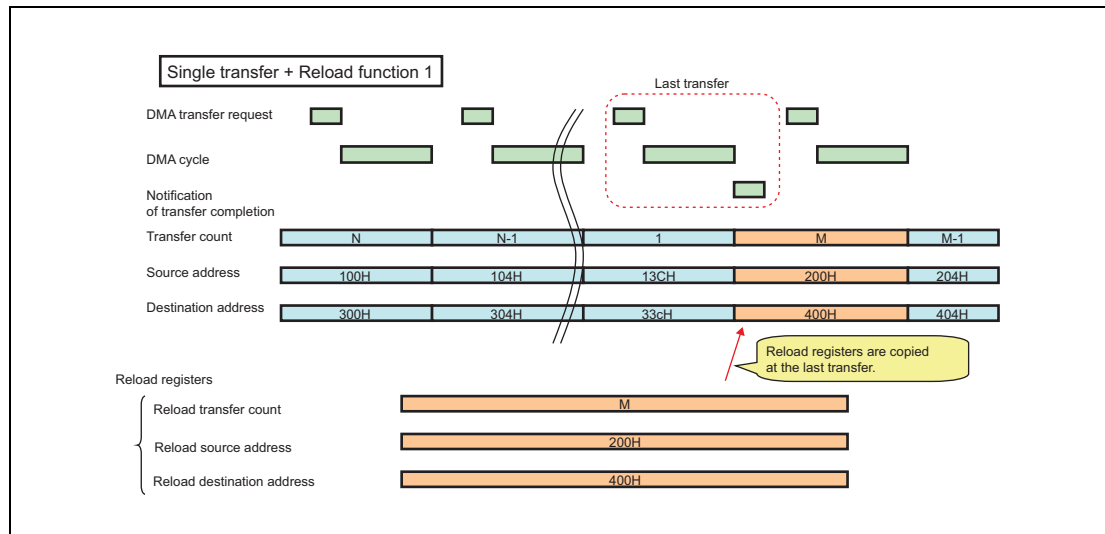 Single transfer + Reload function 1
Last transfer
DMA transfer request
DMA cycle
Notification
of transfer completion
Transfer count
N
N-1
1
M
M-1
Source address
100H
104H
13CH
200H
204H
Destination address
300H
304H
33cH
400H
404H
Reload registers are copied
at the last transfer.
Reload registers
Reload transfer count
M
Reload source address
200H
Reload destination address
400H